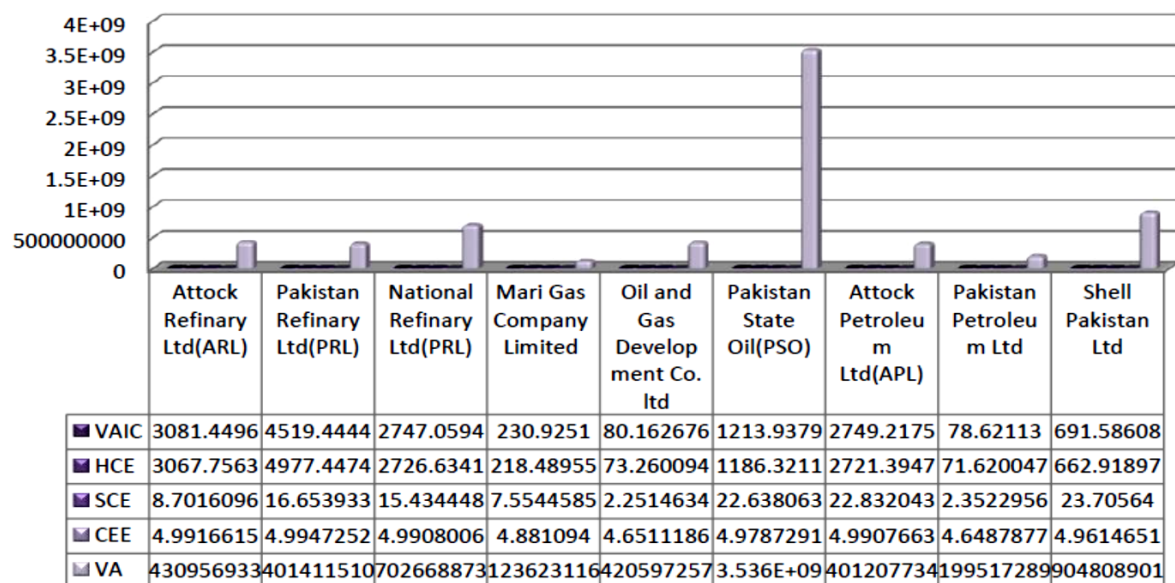 4E+09
3.5E+09
3E+09
2.5E+09
2E+09
1.5E+09
1E+09
500000000
0
Attock Refinary Ltd(ARL)
Pakistan Refinary Ltd(PRL)
National Refinary Ltd(PRL)
Mari Gas Company Limited
Oil and Gas Develop ment Co. ltd
Pakistan State Oil(PSO)
Attock Petroleu m Ltd(APL)
Pakistan Petroleu m Ltd
Shell Pakistan Ltd
VAIC 3081.4496 4519.4444 2747.0594 230.9251 80.162676 1213.9379 2749.2175 78.62113 691.58608
HCE 3067.7563 4977.4474 2726.6341 218.48955 73.260094 1186.3211 2721.3947 71.620047 662.91897
SCE 8.7016096 16.653933 15.434448 7.5544585 2.2514634 22.638063 22.832043 2.3522956 23.70564
CEE 4.9916615 4.9947252 4.9908006 4.881094 4.6511186 4.9787291 4.9907663 4.6487877 4.9614651
VA 430956933 401411510 702668873 123623116 420597257 3.536E+09 401207734 199517289 904808901